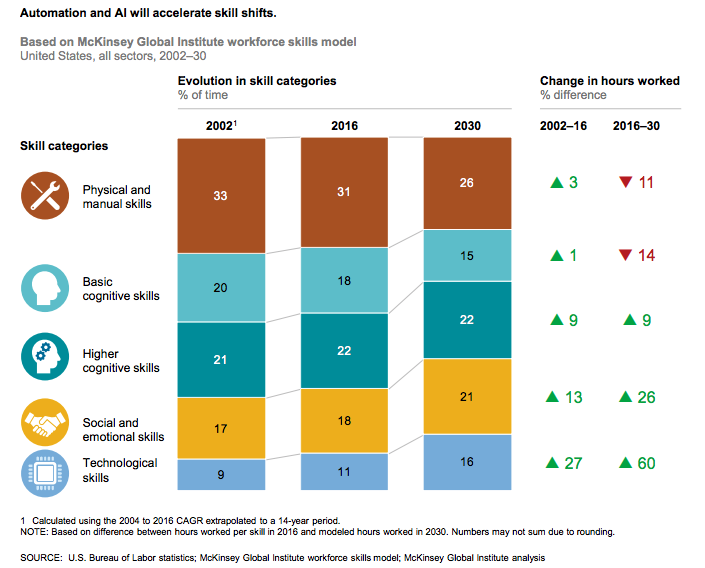 Automation and AI will accelerate skill shifts.
Based on McKinsey Global Institute workforce skills model
United States, all sectors, 2002–30
Evolution in skill categories
% of time
Change in hours worked
% difference
Skill categories
2002¹ 2016 2030 2002–16 2016–30
Physical and
manual skills
33 31 26 ▲ 3 ▼ 11
Basic
cognitive skills
20 18 15 ▲ 1 ▼ 14
Higher
cognitive skills
21 22 22 ▲ 9 ▲ 9
Social and
emotional skills
17 18 21 ▲ 13 ▲ 26
Technological
skills
9 11 16 ▲ 27 ▲ 60
1 Calculated using the 2004 to 2016 CAGR extrapolated to a 14-year period.
NOTE: Based on difference between hours worked per skill in 2016 and modeled hours worked in 2030. Numbers may not sum due to rounding.
SOURCE: U.S. Bureau of Labor statistics; McKinsey Global Institute workforce skills model; McKinsey Global Institute analysis